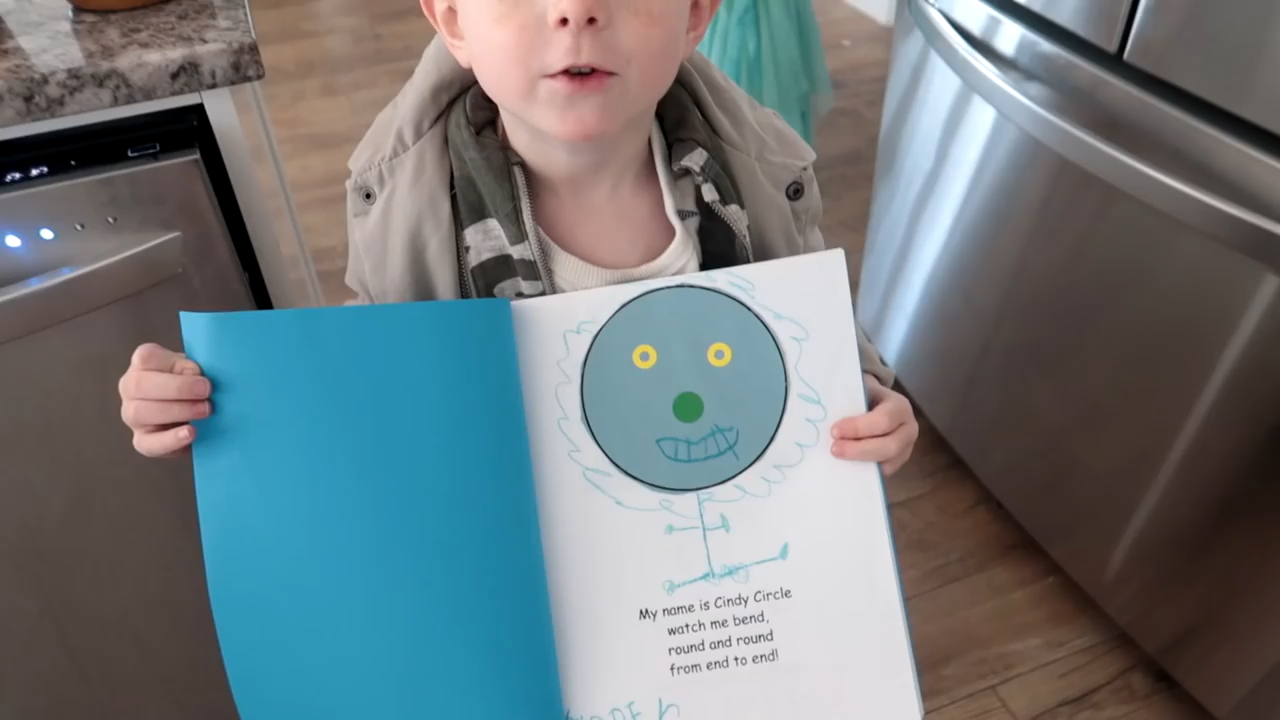 My name is Cindy Circle
watch me bend,
round and round
from end to end!